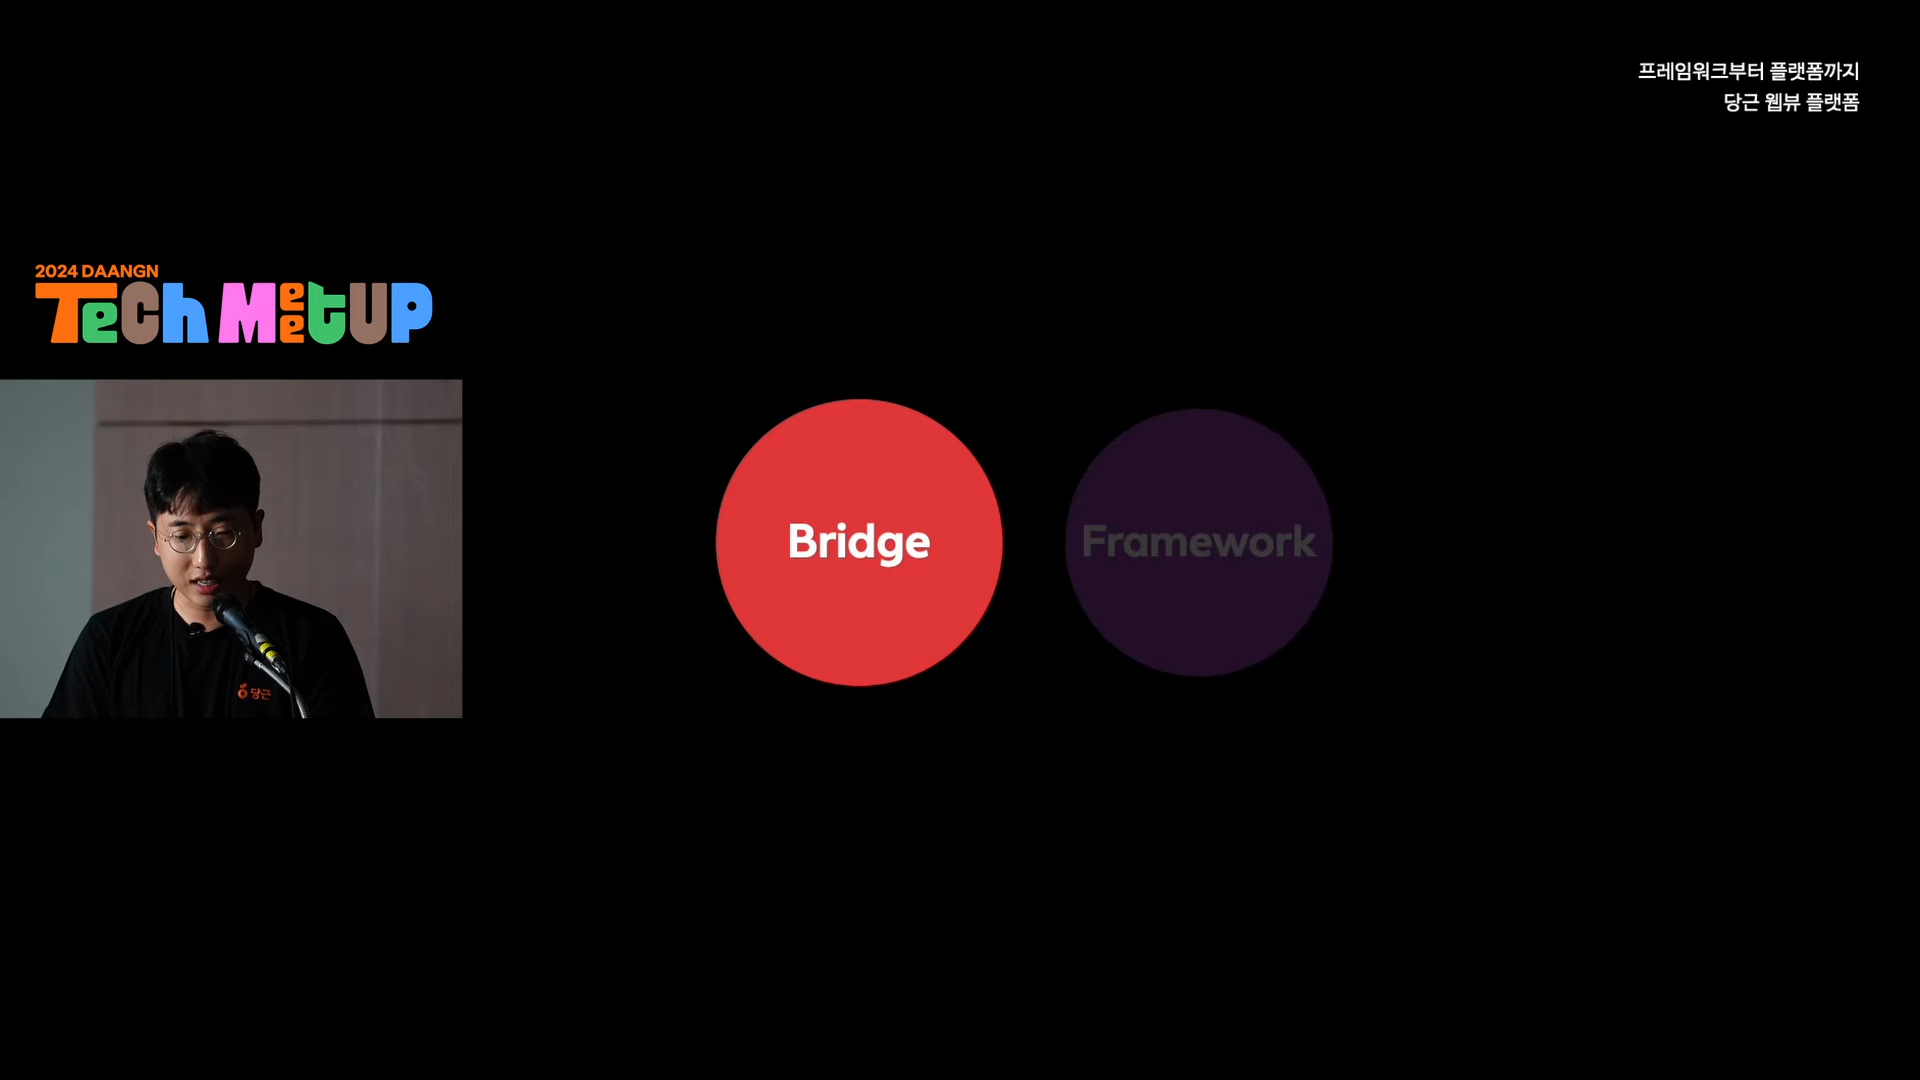 프레임워크부터 플랫폼까지
당근 웹뷰 플랫폼
2024 DAANGN
TeCh MeetUP
당근
Bridge
Framework